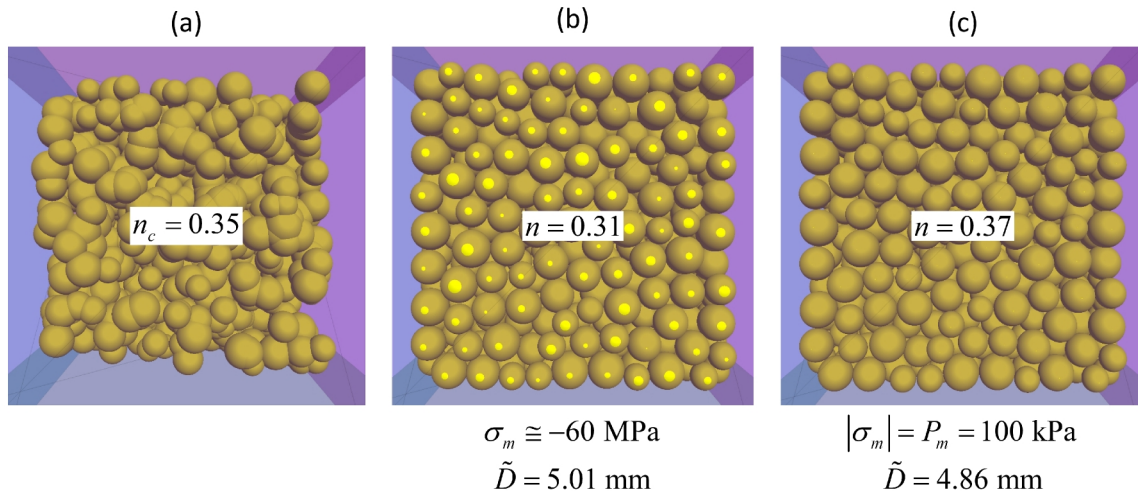 (a) (b) (c)
n_c = 0.35 n = 0.31 n = 0.37
σ_m ≅ −60 MPa |σ_m| = P_m = 100 kPa
D̃ = 5.01 mm D̃ = 4.86 mm